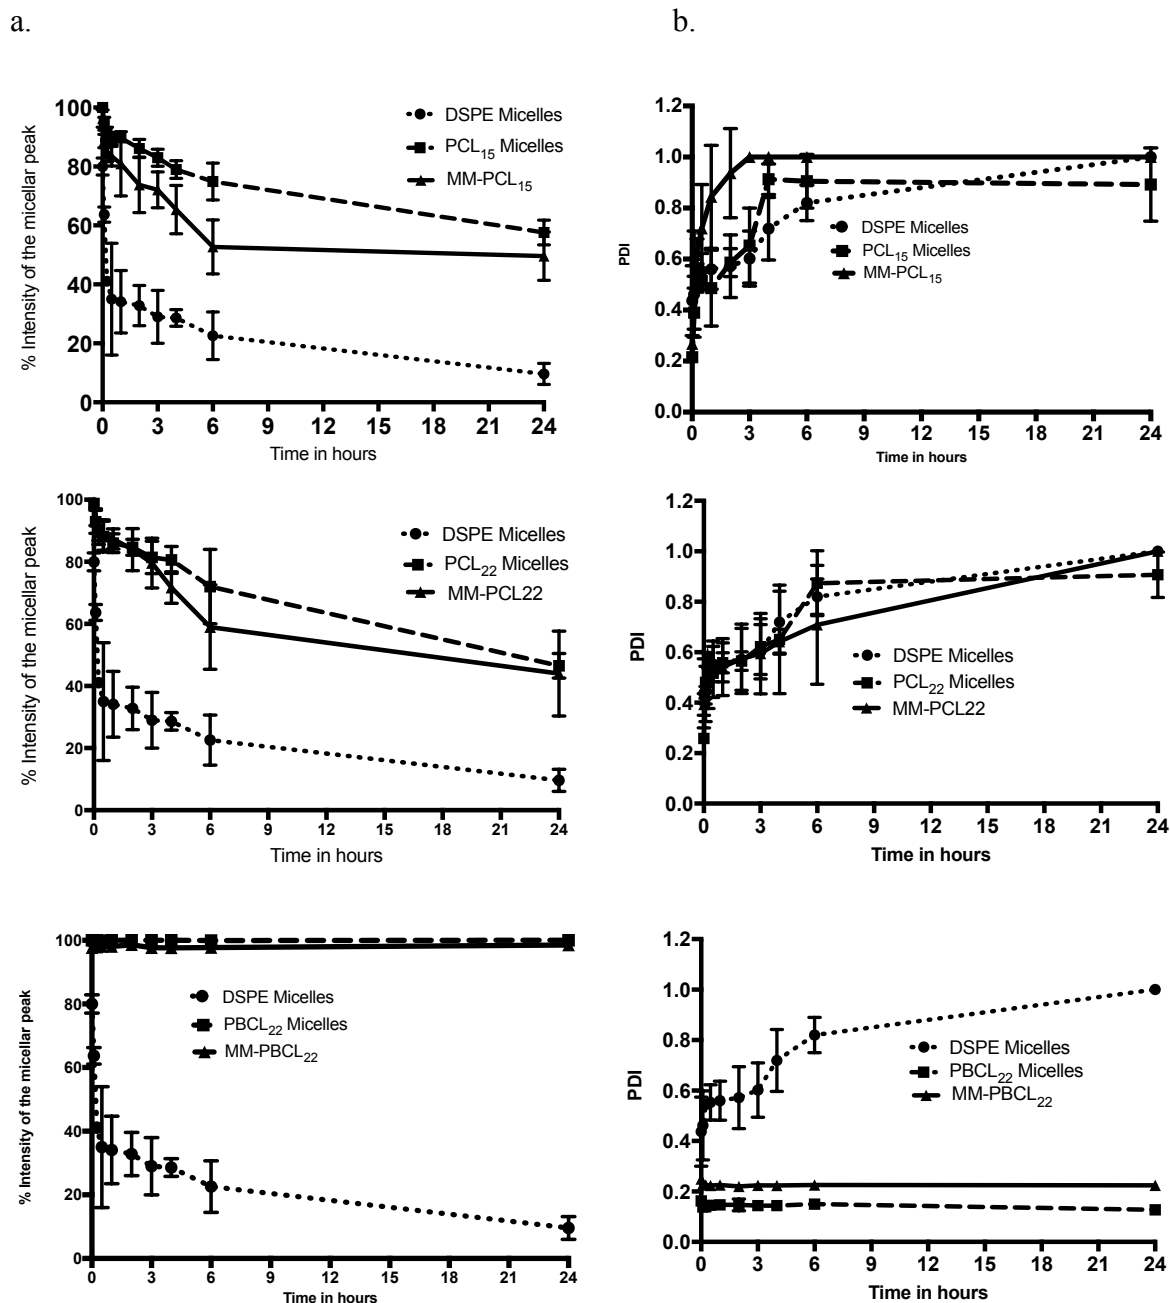 a.
b.
% Intensity of the micellar peak
100
80
60
40
20
0
DSPE Micelles
PCL15 Micelles
MM-PCL15
0 3 6 9 12 15 18 21 24
Time in hours
PDI
1.2
1.0
0.8
0.6
0.4
0.2
0.0
DSPE Micelles
PCL15 Micelles
MM-PCL15
0 3 6 9 12 15 18 21 24
Time in hours
% Intensity of the micellar peak
100
80
60
40
20
0
DSPE Micelles
PCL22 Micelles
MM-PCL22
0 3 6 9 12 15 18 21 24
Time in hours
PDI
1.2
1.0
0.8
0.6
0.4
0.2
0.0
DSPE Micelles
PCL22 Micelles
MM-PCL22
0 3 6 9 12 15 18 21 24
Time in hours
% Intensity of the micellar peak
100
80
60
40
20
0
DSPE Micelles
PBCL22 Micelles
MM-PBCL22
0 3 6 9 12 15 18 21 24
Time in hours
PDI
1.2
1.0
0.8
0.6
0.4
0.2
0.0
DSPE Micelles
PBCL22 Micelles
MM-PBCL22
0 3 6 9 12 15 18 21 24
Time in hours